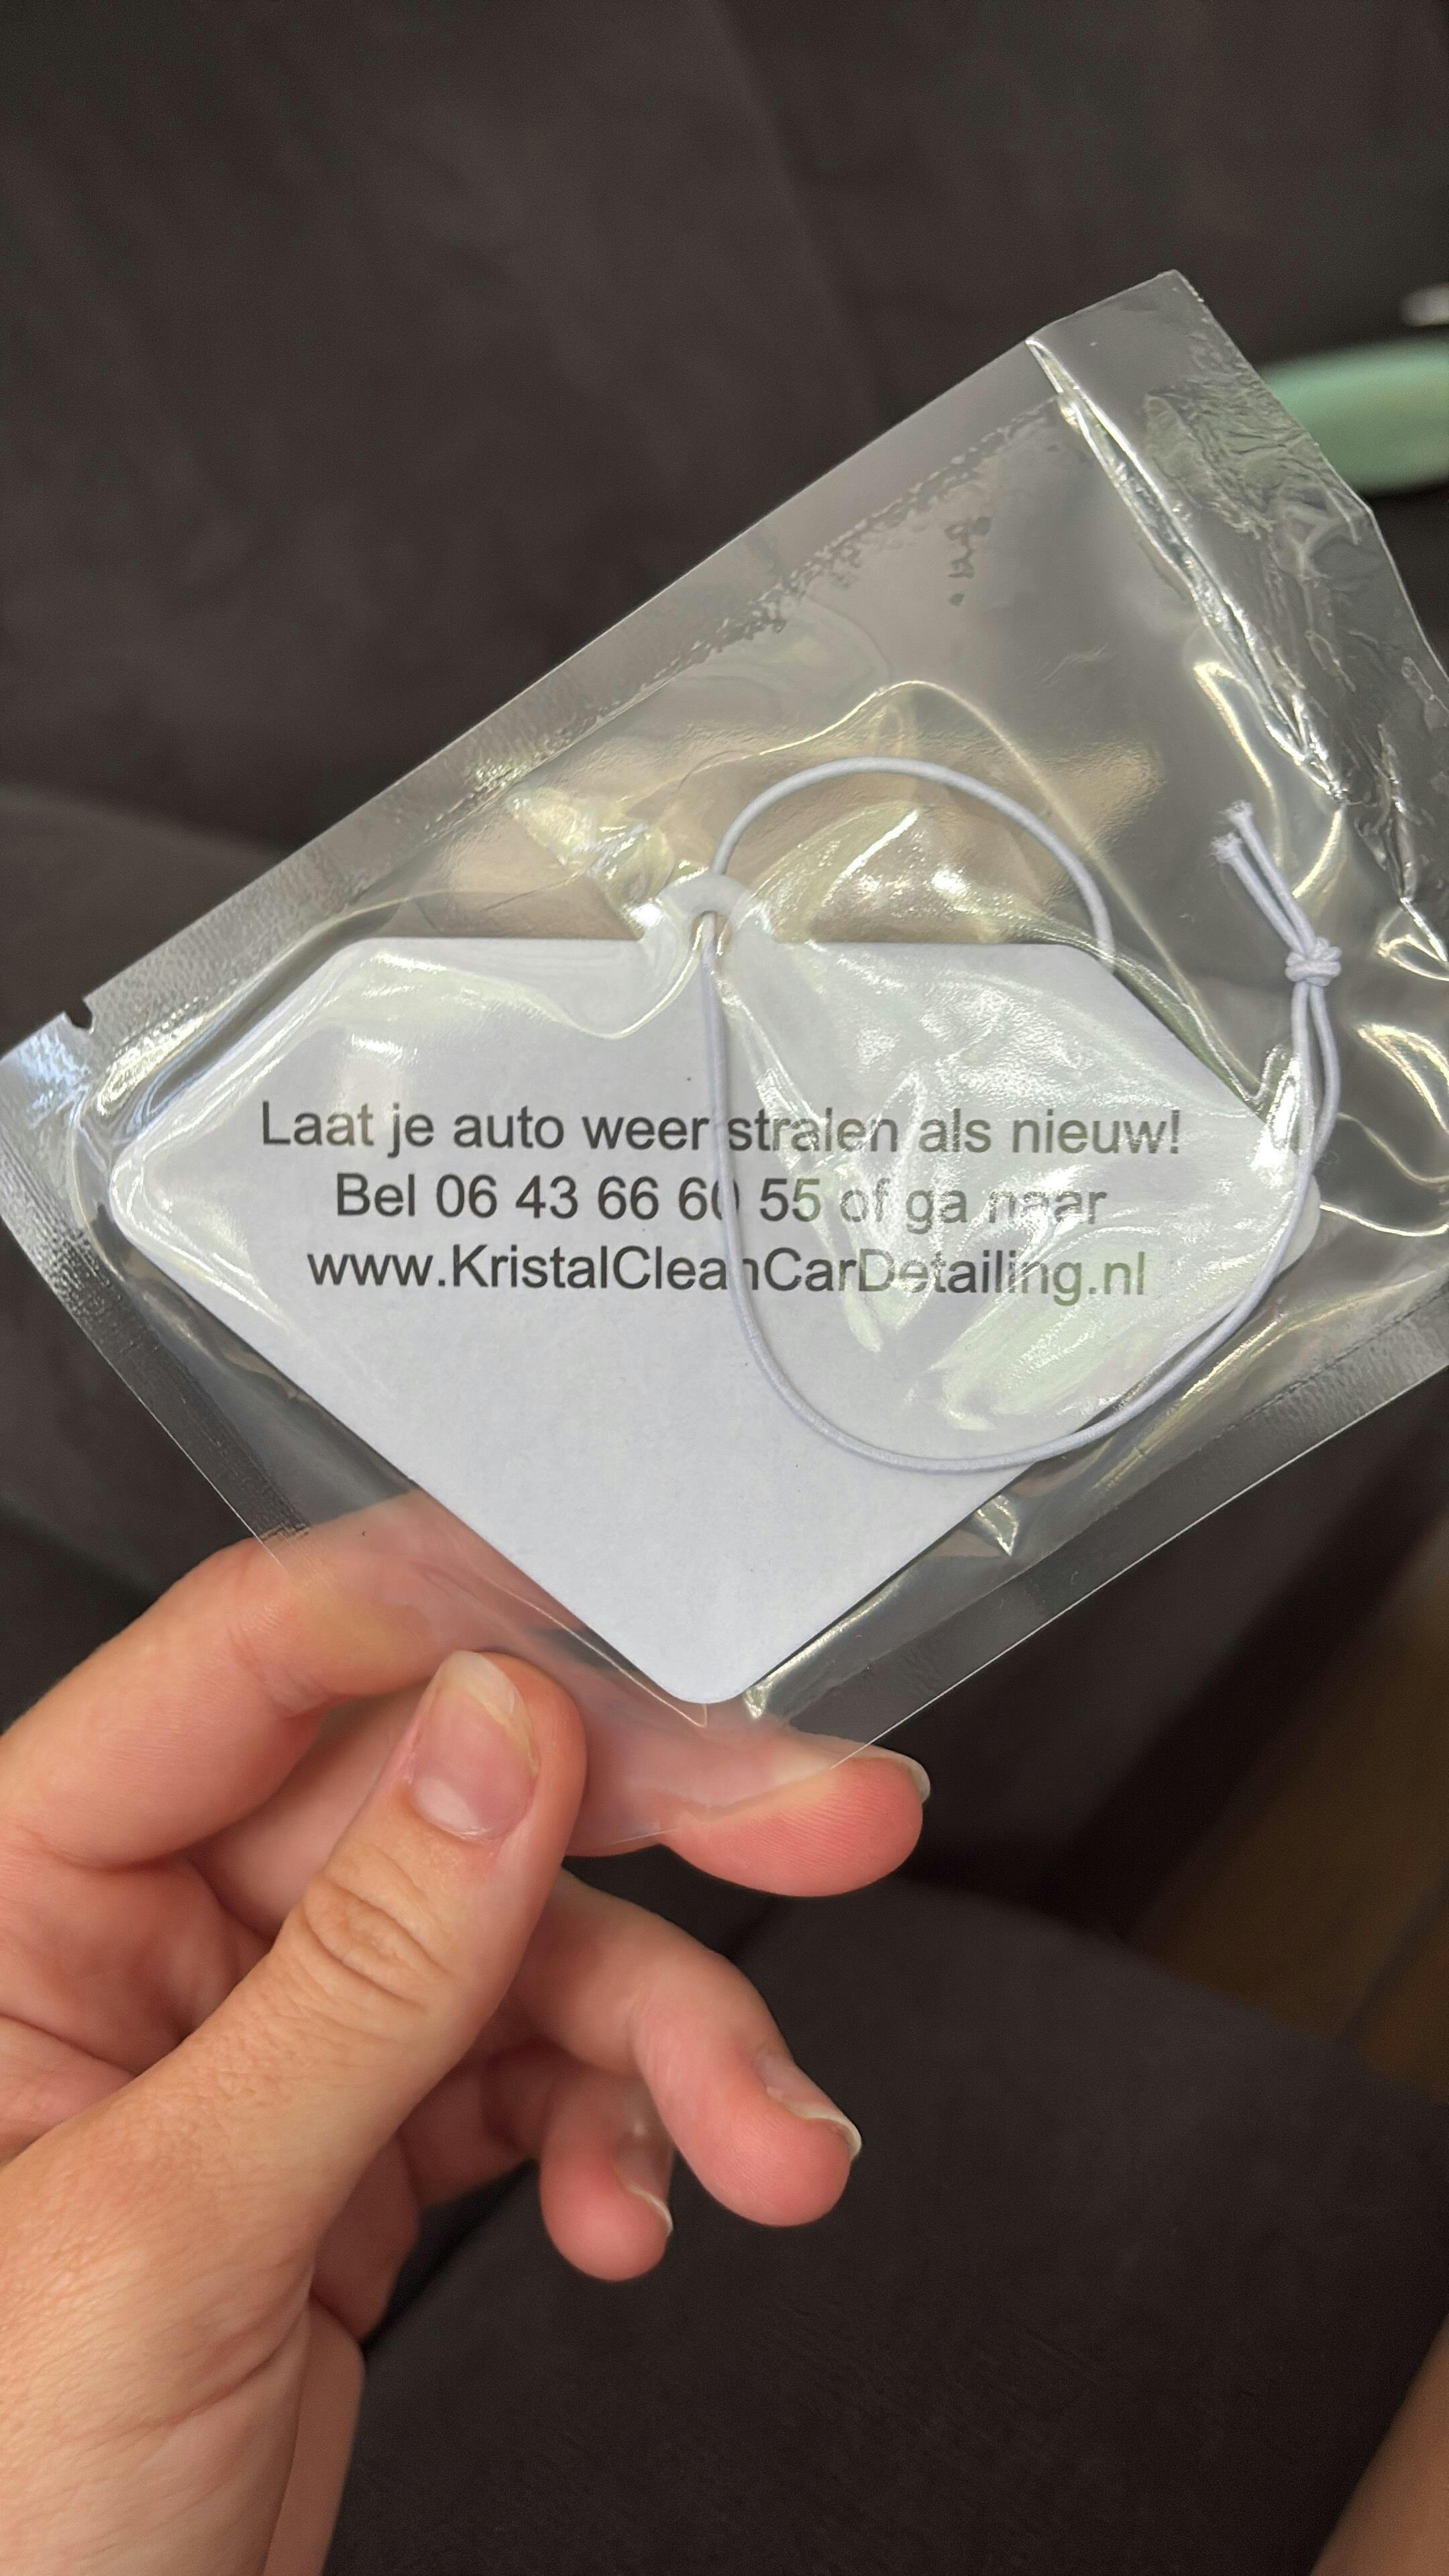 Laat je auto weer stralen als nieuw!
Bel 06 43 66 60 55 of ga naar
www.KristalCleanCarDetailing.nl